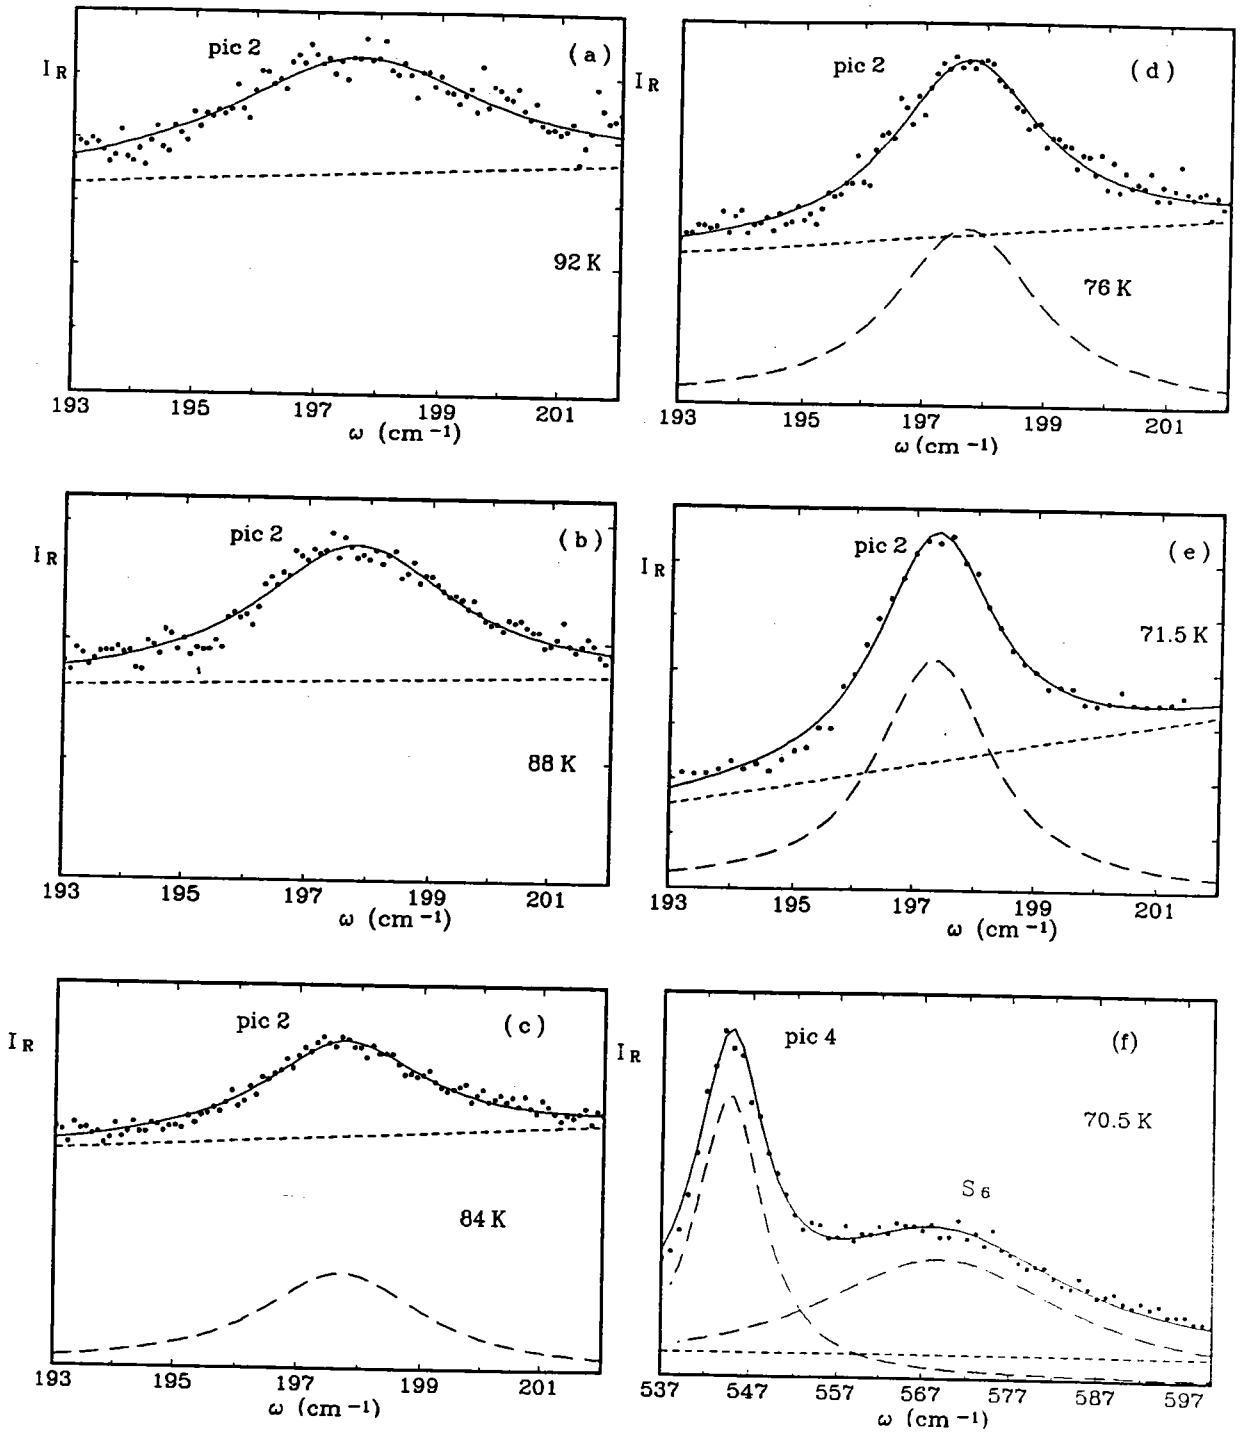 pic 2 (a)
I R
92 K
193 195 197 199 201
ω (cm⁻¹)
pic 2 (b)
I R
88 K
193 195 197 199 201
ω (cm⁻¹)
pic 2 (c)
I R
84 K
193 195 197 199 201
ω (cm⁻¹)
pic 2 (d)
I R
76 K
193 195 197 199 201
ω (cm⁻¹)
pic 2 (e)
I R
71.5 K
193 195 197 199 201
ω (cm⁻¹)
pic 4 (f)
I R
70.5 K
S 6
537 547 557 567 577 587 597
ω (cm⁻¹)